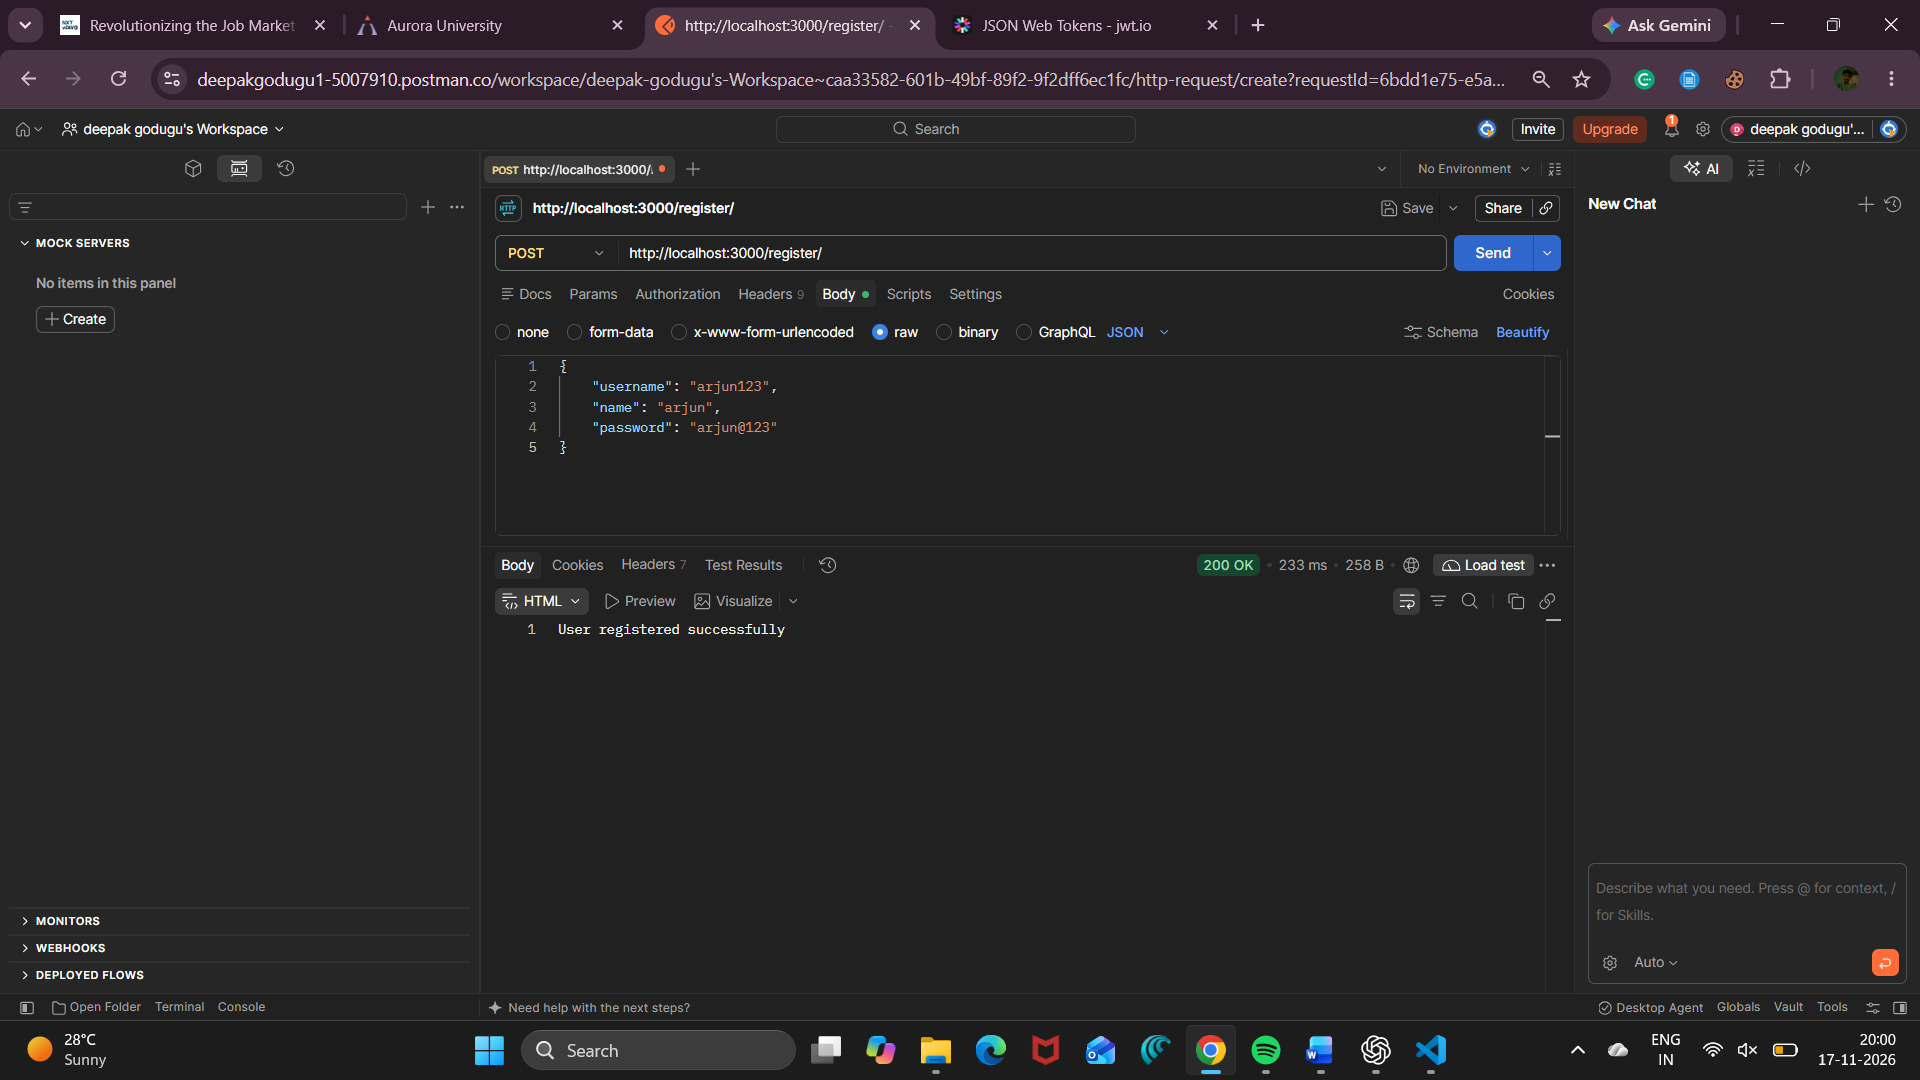 Revolutionizing the Job Market
Aurora University
http://localhost:3000/register/ -
JSON Web Tokens - jwt.io
Ask Gemini
deepakgodugu1-5007910.postman.co/workspace/deepak-godugu's-Workspace~caa33582-601b-49bf-89f2-9f2dff6ec1fc/http-request/create?requestId=6bdd1e75-e5a...
deepak godugu's Workspace
Search
Invite
Upgrade
1
deepak godugu'...
POST http://localhost:3000/
No Environment
AI
HTTP http://localhost:3000/register/
Save
Share
New Chat
MOCK SERVERS
No items in this panel
Create
POST
http://localhost:3000/register/
Send
Docs Params Authorization Headers 9 Body Scripts Settings
Cookies
none form-data x-www-form-urlencoded raw binary GraphQL JSON
Schema Beautify
1 {
2 "username": "arjun123",
3 "name": "arjun",
4 "password": "arjun@123"
5 }
Body Cookies Headers 7 Test Results
200 OK • 233 ms • 258 B
Load test
HTML Preview Visualize
1 User registered successfully
Describe what you need. Press @ for context, /
for Skills.
Auto
MONITORS
WEBHOOKS
DEPLOYED FLOWS
Open Folder Terminal Console
Need help with the next steps?
Desktop Agent Globals Vault Tools
28°C
Sunny
Search
ENG
IN
20:00
17-11-2026